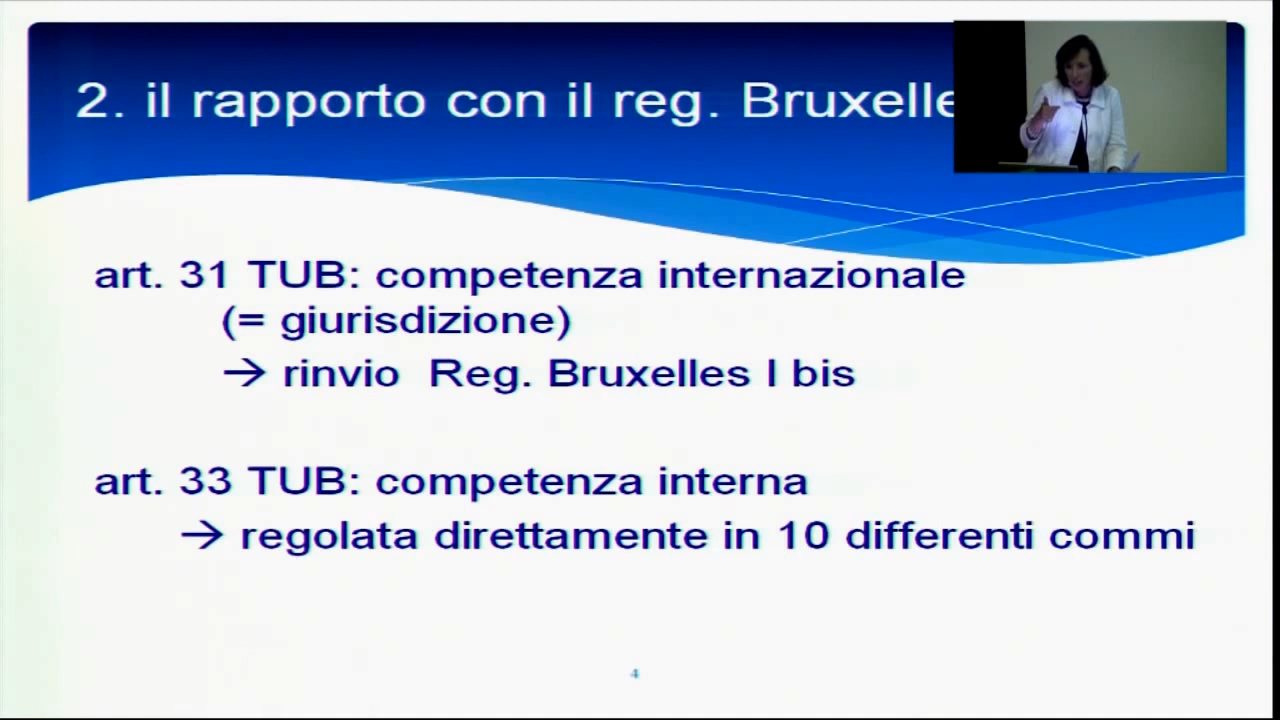 2. il rapporto con il reg. Bruxelle
art. 31 TUB: competenza internazionale
(= giurisdizione)
→ rinvio Reg. Bruxelles I bis
art. 33 TUB: competenza interna
→ regolata direttamente in 10 differenti commi
4